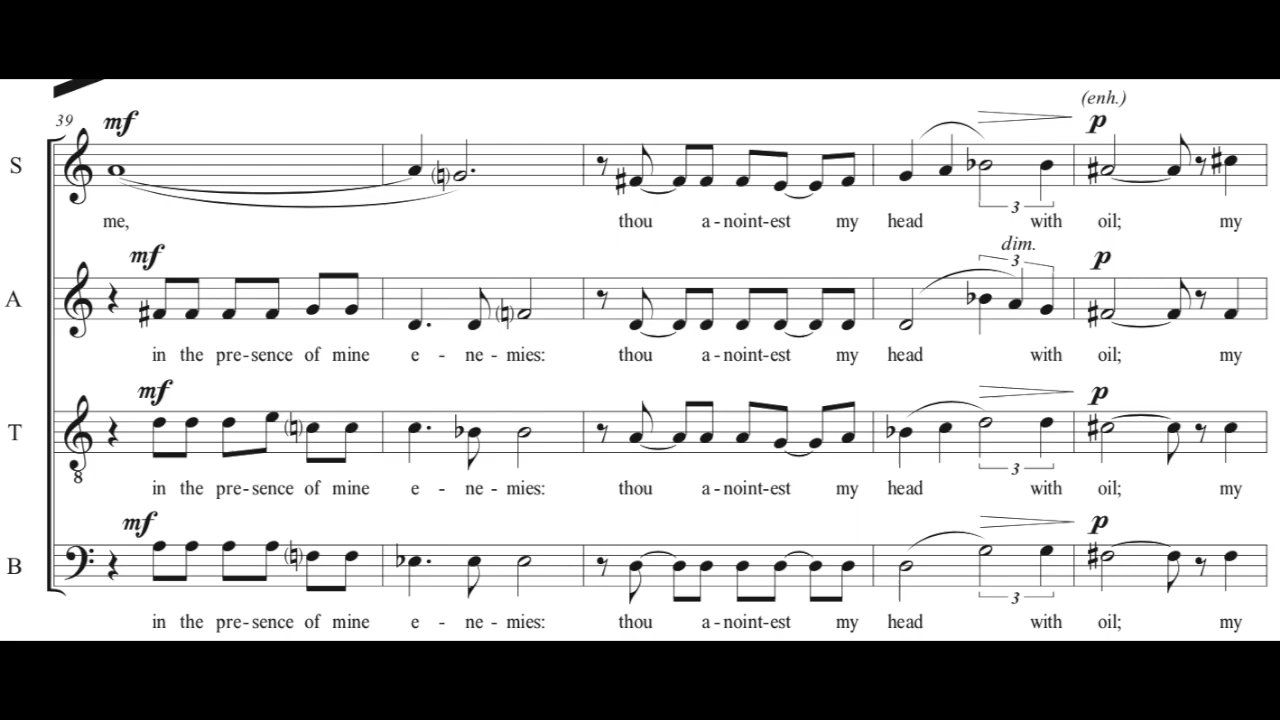 (enh.)
39 mf p
S
3
me, thou a - noint-est my head with oil; my
dim.
mf 3 p
A
in the pre - sence of mine e - ne - mies: thou a - noint-est my head with oil; my
mf p
T
8 3
in the pre - sence of mine e - ne - mies: thou a - noint-est my head with oil; my
mf p
B
3
in the pre - sence of mine e - ne - mies: thou a - noint-est my head with oil; my